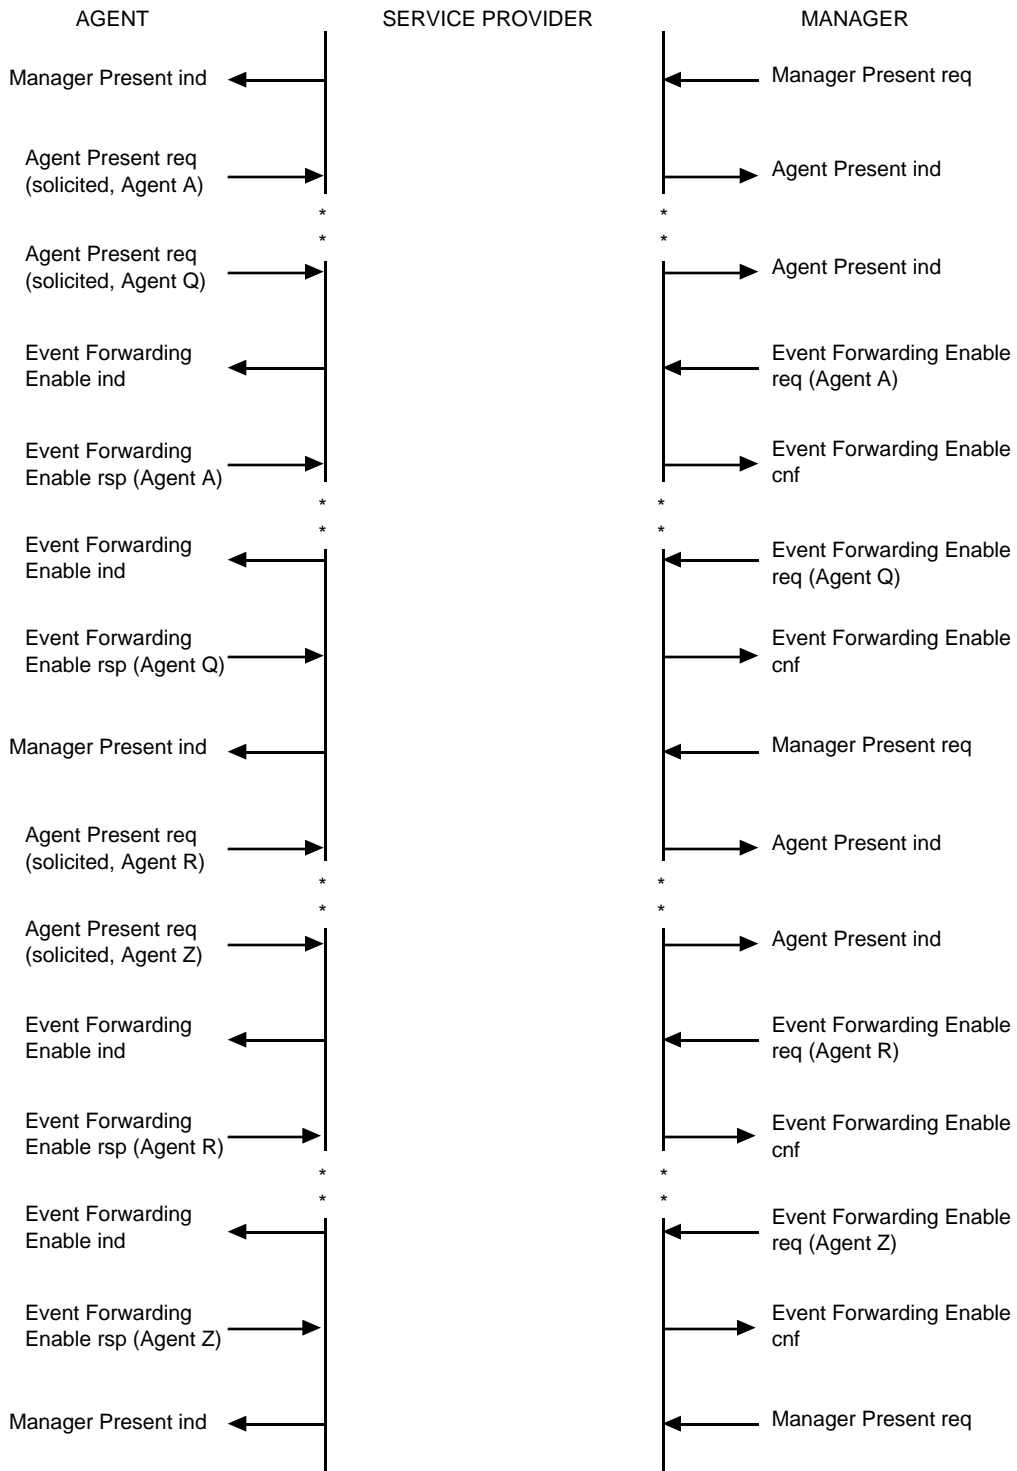 AGENT
SERVICE PROVIDER
MANAGER
Manager Present ind
Manager Present req
Agent Present req
(solicited, Agent A)
Agent Present ind
*
*
*
*
Agent Present req
(solicited, Agent Q)
Agent Present ind
Event Forwarding
Enable ind
Event Forwarding Enable
req (Agent A)
Event Forwarding
Enable rsp (Agent A)
Event Forwarding Enable
cnf
*
*
*
*
Event Forwarding
Enable ind
Event Forwarding Enable
req (Agent Q)
Event Forwarding
Enable rsp (Agent Q)
Event Forwarding Enable
cnf
Manager Present ind
Manager Present req
Agent Present req
(solicited, Agent R)
Agent Present ind
*
*
*
*
Agent Present req
(solicited, Agent Z)
Agent Present ind
Event Forwarding
Enable ind
Event Forwarding Enable
req (Agent R)
Event Forwarding
Enable rsp (Agent R)
Event Forwarding Enable
cnf
*
*
*
*
Event Forwarding
Enable ind
Event Forwarding Enable
req (Agent Z)
Event Forwarding
Enable rsp (Agent Z)
Event Forwarding Enable
cnf
Manager Present ind
Manager Present req